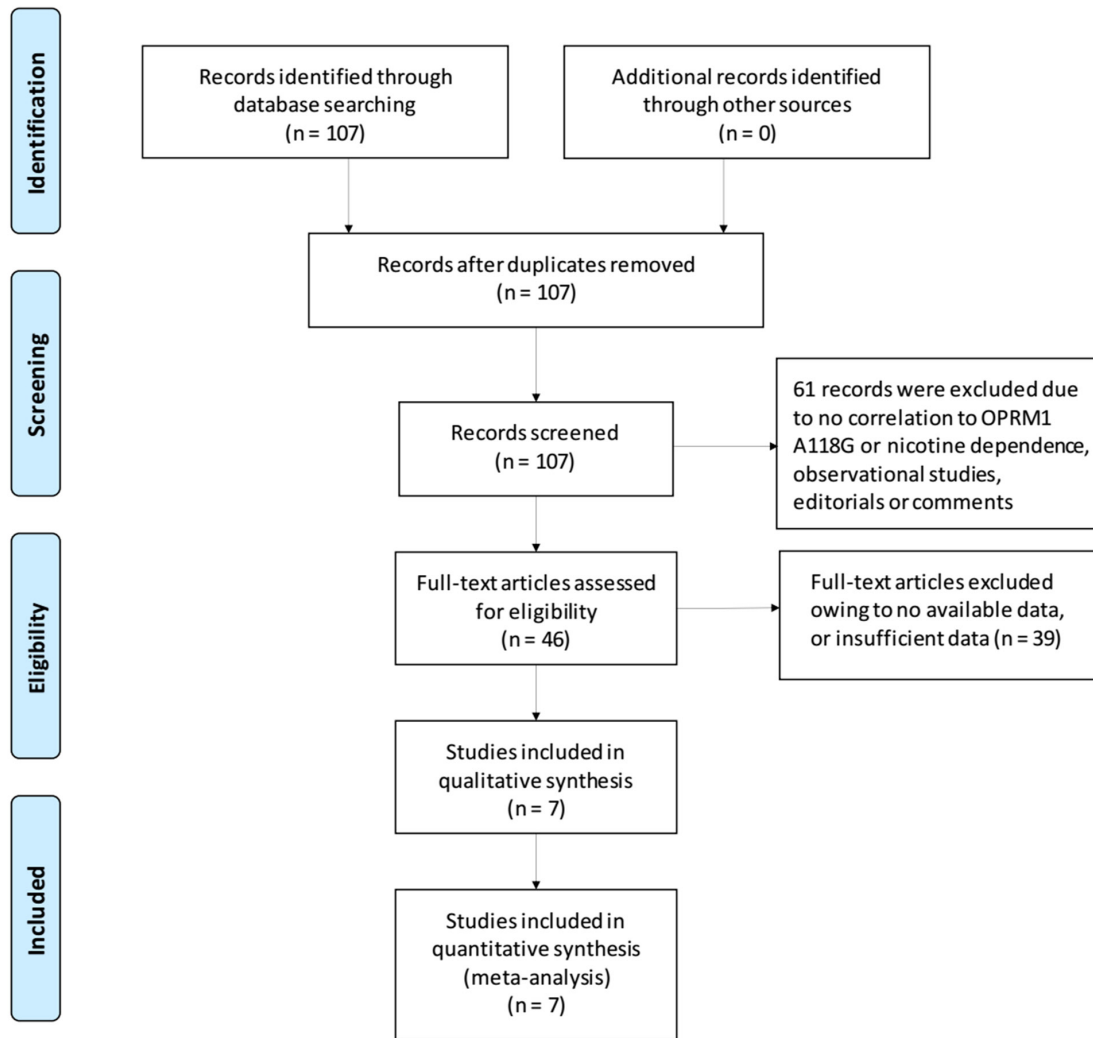 Identification
Records identified through
database searching
(n = 107)
Additional records identified
through other sources
(n = 0)
Records after duplicates removed
(n = 107)
Screening
Records screened
(n = 107)
61 records were excluded due
to no correlation to OPRM1
A118G or nicotine dependence,
observational studies,
editorials or comments
Eligibility
Full-text articles assessed
for eligibility
(n = 46)
Full-text articles excluded
owing to no available data,
or insufficient data (n = 39)
Studies included in
qualitative synthesis
(n = 7)
Included
Studies included in
quantitative synthesis
(meta-analysis)
(n = 7)